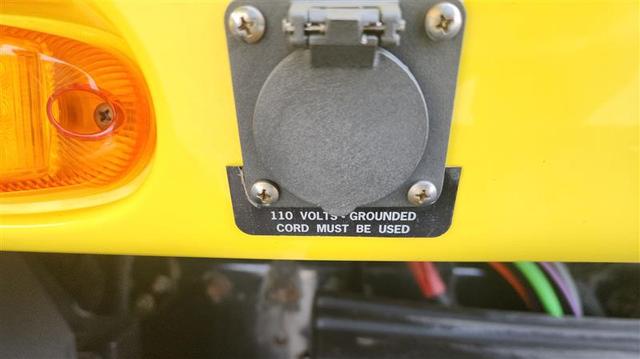 110 VOLTS - GROUNDED
CORD MUST BE USED